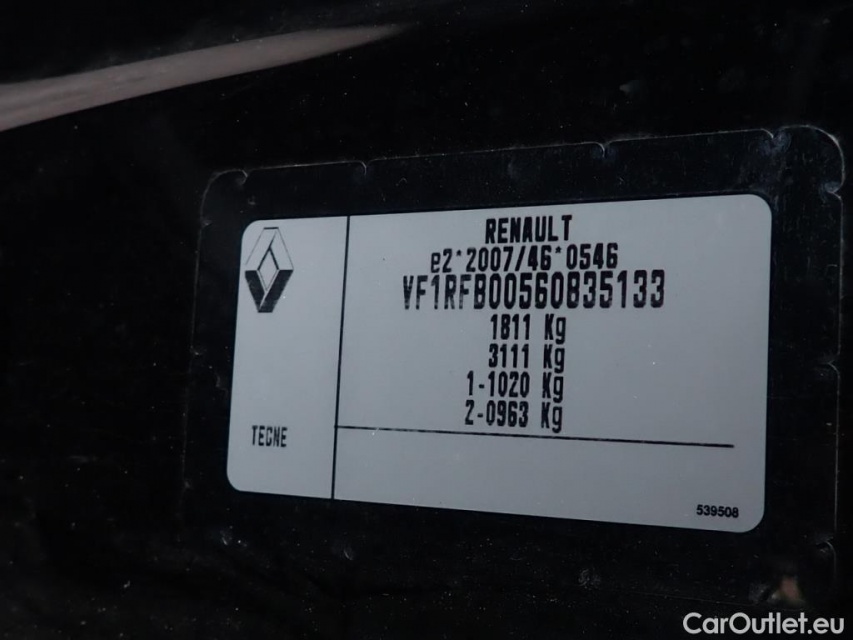 RENAULT
e2*2007/46*0546
VF1RFB00560835133
1811 Kg
3111 Kg
1-1020 Kg
2-0963 Kg
TECNE
539508
CarOutlet.eu